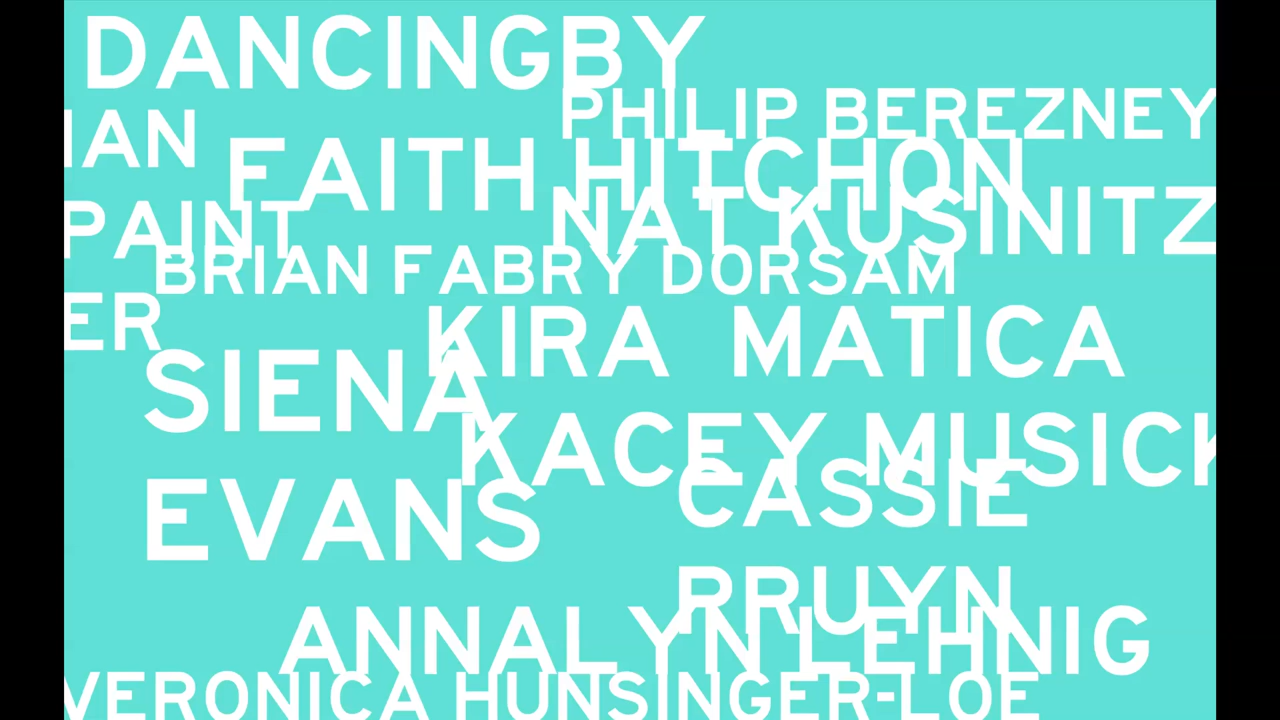 DANCINGBY
PHILIP BEREZNEY
IAN
FAITH HITCHON
NAT KUSINITZ
PAINT
BRIAN FABRY DORSAM
ER
KIRA MATICA
SIENA
KACEY MUSICK
CASSIE
EVANS
ANNALYN LEHNIG
VERONICA HUNSINGER-LOE